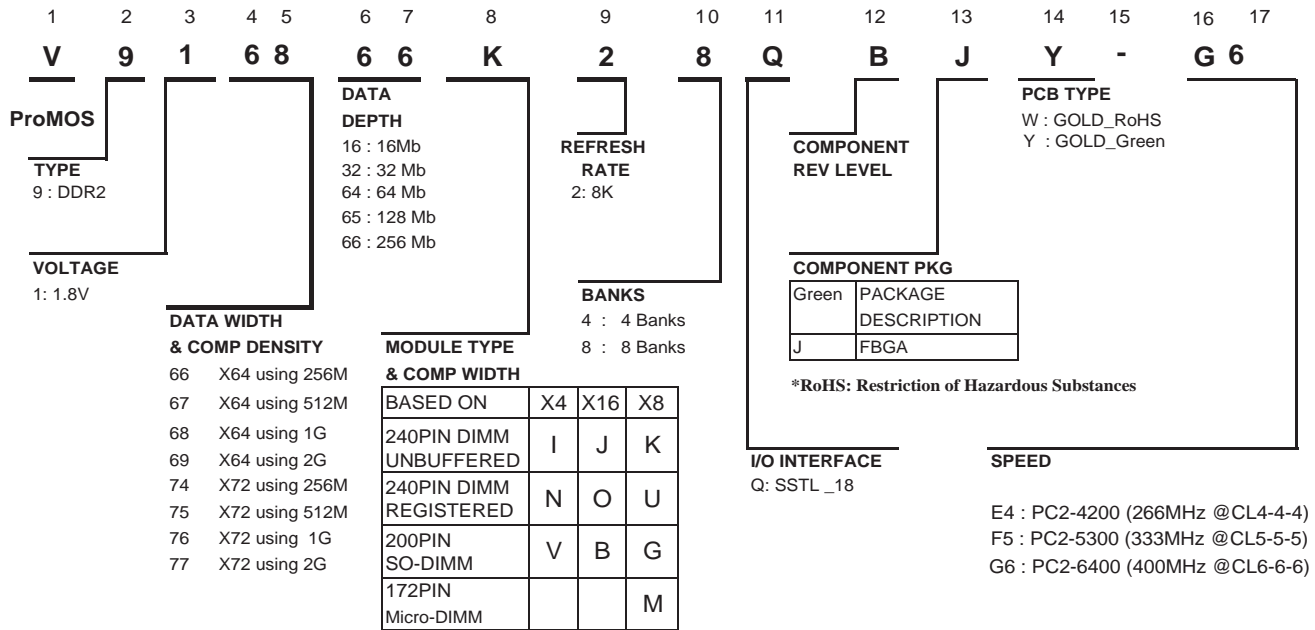 1 2 3 4 5 6 7 8 9 10 11 12 13 14 15 16 17
V 9 1 6 8 6 6 K 2 8 Q B J Y - G 6
ProMOS
TYPE
9 : DDR2
VOLTAGE
1: 1.8V
DATA WIDTH
& COMP DENSITY
66 X64 using 256M
67 X64 using 512M
68 X64 using 1G
69 X64 using 2G
74 X72 using 256M
75 X72 using 512M
76 X72 using 1G
77 X72 using 2G
DATA
DEPTH
16 : 16Mb
32 : 32 Mb
64 : 64 Mb
65 : 128 Mb
66 : 256 Mb
MODULE TYPE
& COMP WIDTH
BASED ON X4 X16 X8
240PIN DIMM
UNBUFFERED I J K
240PIN DIMM
REGISTERED N O U
200PIN
SO-DIMM V B G
172PIN
Micro-DIMM M
REFRESH
RATE
2: 8K
BANKS
4 : 4 Banks
8 : 8 Banks
I/O INTERFACE
Q: SSTL _18
COMPONENT
REV LEVEL
COMPONENT PKG
Green PACKAGE
DESCRIPTION
J FBGA
*RoHS: Restriction of Hazardous Substances
PCB TYPE
W : GOLD_RoHS
Y : GOLD_Green
SPEED
E4 : PC2-4200 (266MHz @CL4-4-4)
F5 : PC2-5300 (333MHz @CL5-5-5)
G6 : PC2-6400 (400MHz @CL6-6-6)